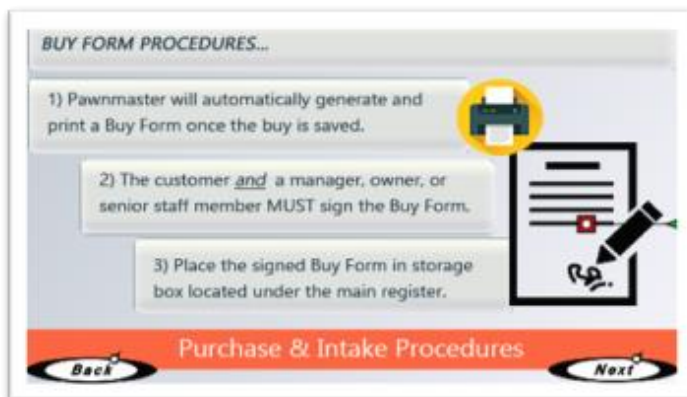 BUY FORM PROCEDURES...
1) Pawnmaster will automatically generate and
print a Buy Form once the buy is saved.
2) The customer and a manager, owner, or
senior staff member MUST sign the Buy Form.
3) Place the signed Buy Form in storage
box located under the main register.
Purchase & Intake Procedures
Back
Next